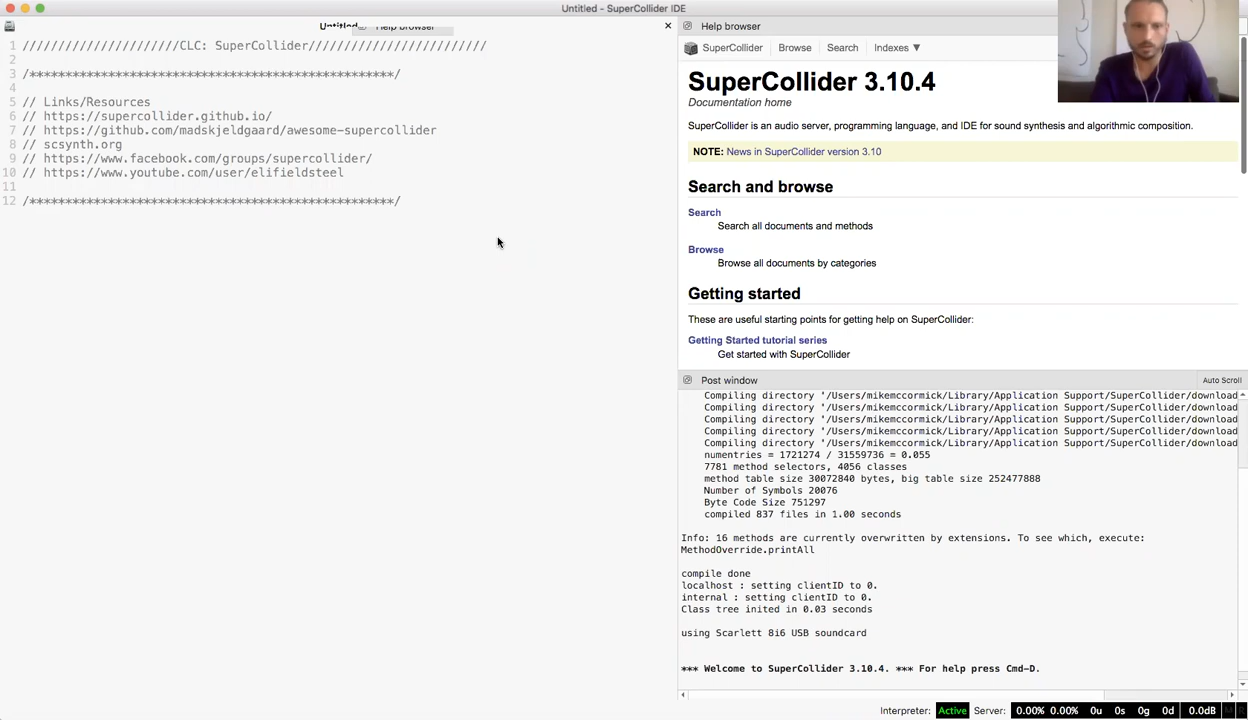 Untitled - SuperCollider IDE
Untitled
Help browser
1 //////////////////////CLC: SuperCollider/////////////////////////
2
3 /****************************************************/
4
5 // Links/Resources
6 // https://supercollider.github.io/
7 // https://github.com/madskjeldgaard/awesome-supercollider
8 // scsynth.org
9 // https://www.facebook.com/groups/supercollider/
10 // https://www.youtube.com/user/elifieldsteel
11
12 /****************************************************/
Help browser
SuperCollider Browse Search Indexes ▼
SuperCollider 3.10.4
Documentation home
SuperCollider is an audio server, programming language, and IDE for sound synthesis and algorithmic composition.
NOTE: News in SuperCollider version 3.10
Search and browse
Search
Search all documents and methods
Browse
Browse all documents by categories
Getting started
These are useful starting points for getting help on SuperCollider:
Getting Started tutorial series
Get started with SuperCollider
Post window Auto Scroll
Compiling directory '/Users/mikemccormick/Library/Application Support/SuperCollider/download
Compiling directory '/Users/mikemccormick/Library/Application Support/SuperCollider/download
Compiling directory '/Users/mikemccormick/Library/Application Support/SuperCollider/download
Compiling directory '/Users/mikemccormick/Library/Application Support/SuperCollider/download
Compiling directory '/Users/mikemccormick/Library/Application Support/SuperCollider/download
numentries = 1721274 / 31559736 = 0.055
7781 method selectors, 4056 classes
method table size 30072840 bytes, big table size 252477888
Number of Symbols 20076
Byte Code Size 751297
compiled 837 files in 1.00 seconds
Info: 16 methods are currently overwritten by extensions. To see which, execute:
MethodOverride.printAll
compile done
localhost : setting clientID to 0.
internal : setting clientID to 0.
Class tree inited in 0.03 seconds
using Scarlett 8i6 USB soundcard
*** Welcome to SuperCollider 3.10.4. *** For help press Cmd-D.
Interpreter: Active Server: 0.00% 0.00% 0u 0s 0g 0d 0.0dB M R